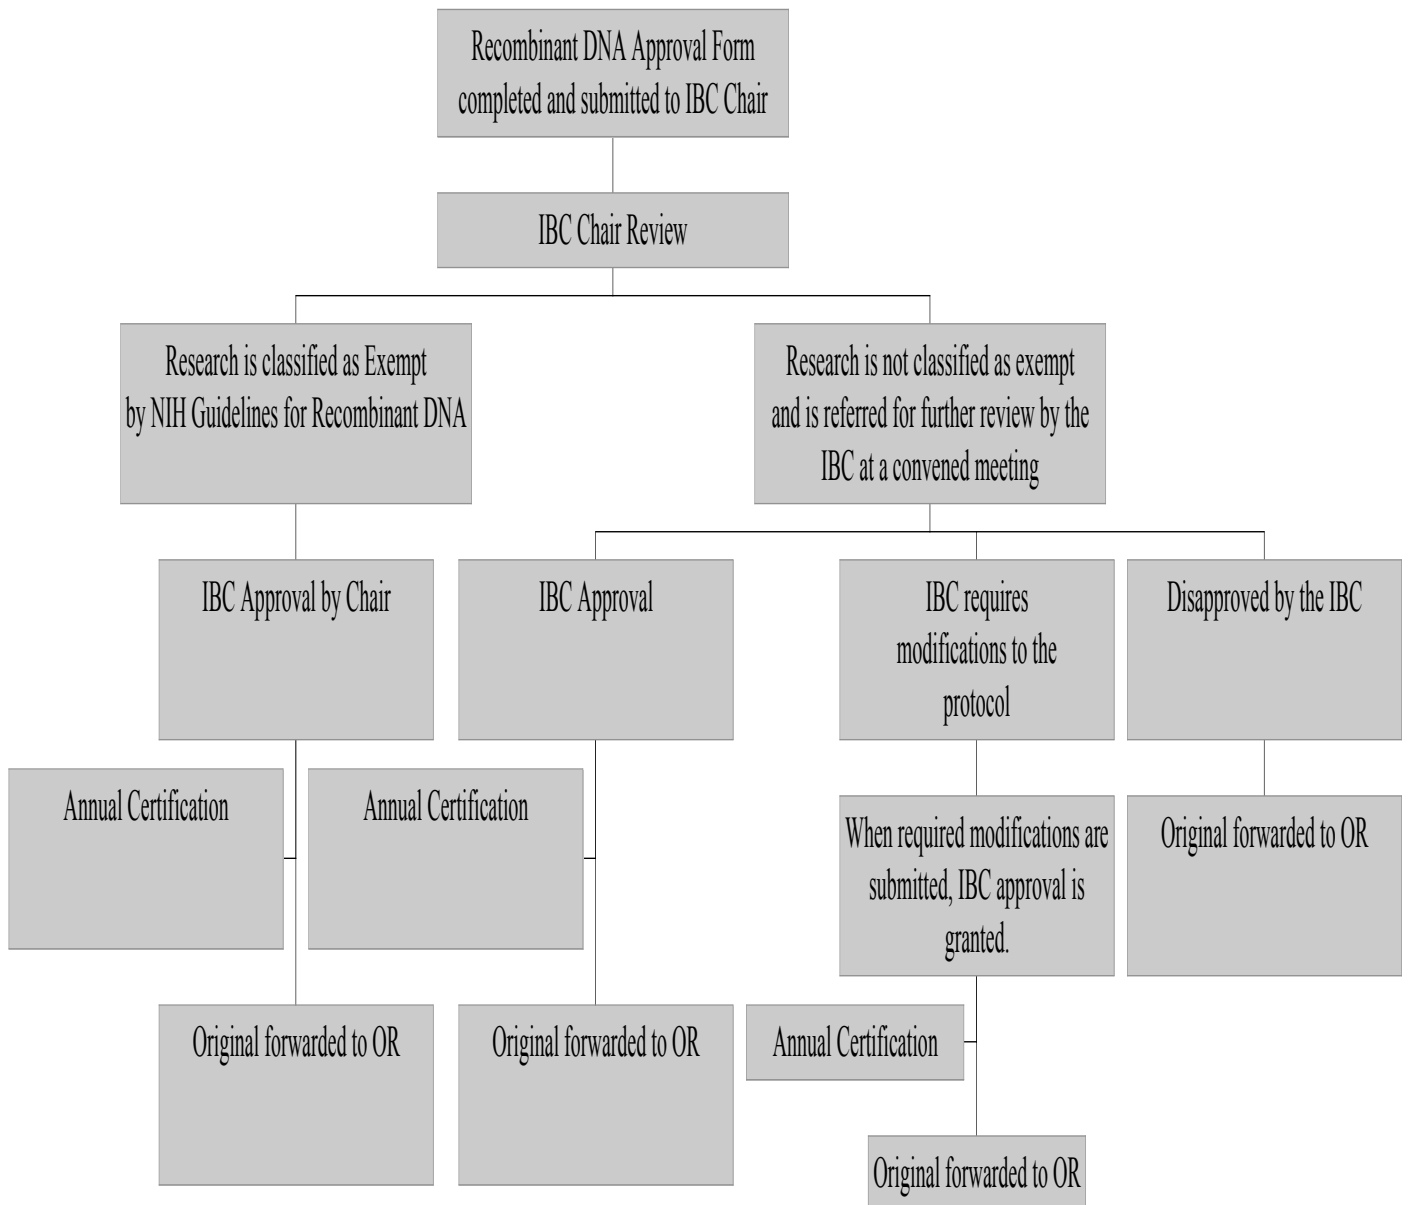 Recombinant DNA Approval Form
completed and submitted to IBC Chair
IBC Chair Review
Research is classified as Exempt
by NIH Guidelines for Recombinant DNA
Research is not classified as exempt
and is referred for further review by the
IBC at a convened meeting
IBC Approval by Chair
IBC Approval
IBC requires
modifications to the
protocol
Disapproved by the IBC
Annual Certification
Annual Certification
When required modifications are
submitted, IBC approval is
granted.
Original forwarded to OR
Original forwarded to OR
Original forwarded to OR
Annual Certification
Original forwarded to OR